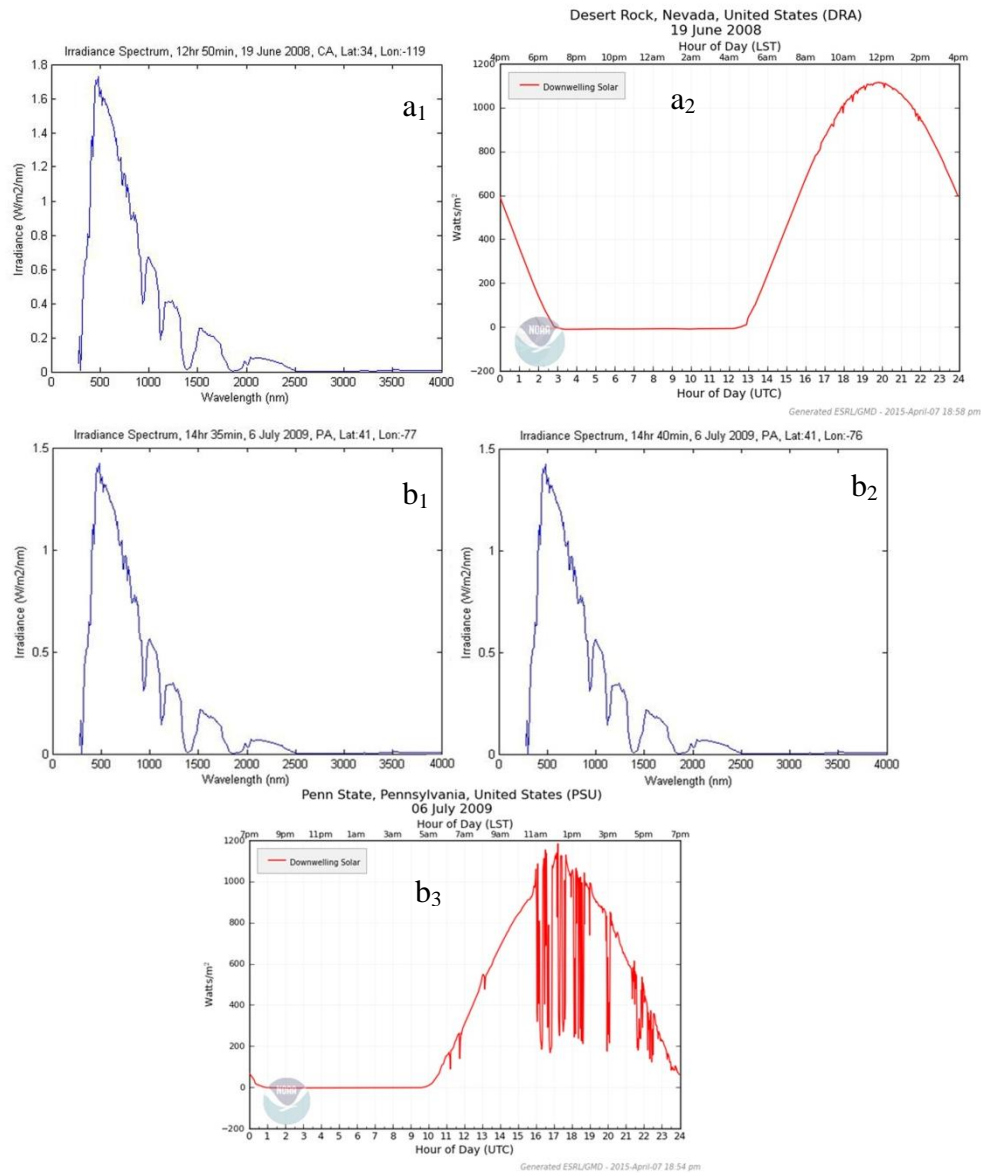 Irradiance Spectrum, 12hr 50min, 19 June 2008, CA, Lat:34, Lon:-119
a1
Irradiance (W/m2/nm)
1.8
1.6
1.4
1.2
1
0.8
0.6
0.4
0.2
0
0 500 1000 1500 2000 2500 3000 3500 4000
Wavelength (nm)
Desert Rock, Nevada, United States (DRA)
19 June 2008
Hour of Day (LST)
4pm 6pm 8pm 10pm 12am 2am 4am 6am 8am 10am 12pm 2pm 4pm
Downwelling Solar
a2
Watts/m²
1200
1000
800
600
400
200
0
−200
NOAA
0 1 2 3 4 5 6 7 8 9 10 11 12 13 14 15 16 17 18 19 20 21 22 23 24
Hour of Day (UTC)
Generated ESRL/GMD - 2015-April-07 18:58 pm
Irradiance Spectrum, 14hr 35min, 6 July 2009, PA, Lat:41, Lon:-77
b1
Irradiance (W/m2/nm)
1.5
1
0.5
0
0 500 1000 1500 2000 2500 3000 3500 4000
Wavelength (nm)
Irradiance Spectrum, 14hr 40min, 6 July 2009, PA, Lat:41, Lon:-76
b2
Irradiance (W/m2/nm)
1.5
1
0.5
0
0 500 1000 1500 2000 2500 3000 3500 4000
Wavelength (nm)
Penn State, Pennsylvania, United States (PSU)
06 July 2009
Hour of Day (LST)
7pm 9pm 11pm 1am 3am 5am 7am 9am 11am 1pm 3pm 5pm 7pm
Downwelling Solar
b3
Watts/m²
1200
1000
800
600
400
200
0
−200
NOAA
0 1 2 3 4 5 6 7 8 9 10 11 12 13 14 15 16 17 18 19 20 21 22 23 24
Hour of Day (UTC)
Generated ESRL/GMD - 2015-April-07 18:54 pm